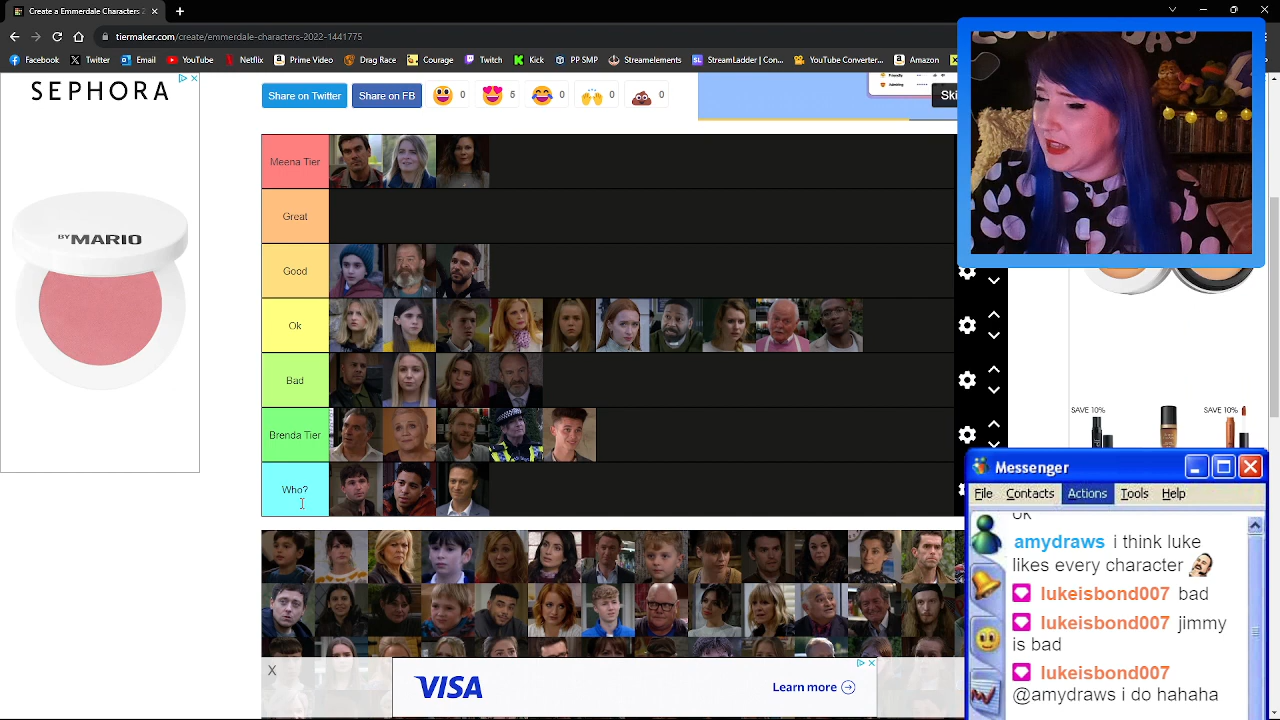 Create a Emmerdale Characters 2
tiermaker.com/create/emmerdale-characters-2022-1441775
Facebook
Twitter
Email
Youtube
Netflix
Prime Video
Drag Race
Courage
Twitch
Kick
PP SMP
Streamelements
StreamLadder | Con...
YouTube Comme...
Amazon
SEPHORA
BY MARIO
Share on Twitter
Share on FB
0
5
0
0
0
Meena Tier
Great
Good
Ok
Bad
Brenda Tier
Who?
SAVE 10%
SAVE 10%
Messenger
File Contacts Actions Tools Help
ok
amydraws i think luke
likes every character
lukeisbond007 bad
lukeisbond007 jimmy
is bad
lukeisbond007
@amydraws i do hahaha
X
VISA
Learn more